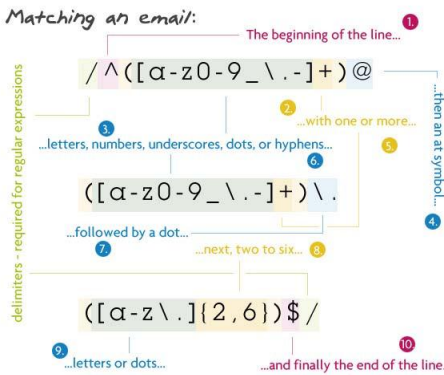 Matching an email:
1.
The beginning of the line...
/^([a-z0-9_\.-]+)@
2.
...with one or more...
3.
5.
...letters, numbers, underscores, dots, or hyphens...
...then an at symbol...
4.
6.
([a-z0-9_\.-]+)\.
...followed by a dot...
7.
...next, two to six...
8.
delimiters - required for regular expressions
([a-z\.]{2,6})$/
9.
...letters or dots...
10.
...and finally the end of the line